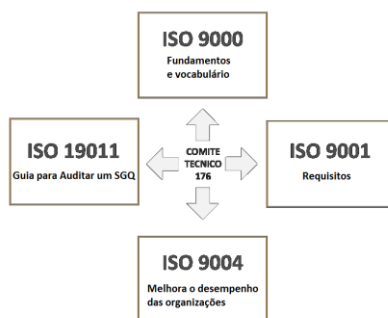 ISO 9000
Fundamentos
e vocabulário
ISO 19011
Guia para Auditar um SGQ
COMITE
TECNICO
176
ISO 9001
Requisitos
ISO 9004
Melhora o desempenho
das organizações